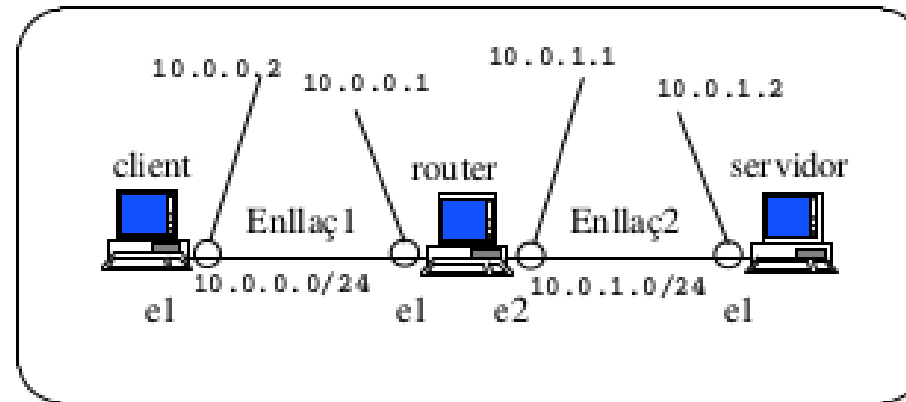 10.0.0.2
10.0.0.1
10.0.1.1
10.0.1.2
client
router
servidor
Enllaç1
Enllaç2
10.0.0.0/24
10.0.1.0/24
e1
e1
e2
e1